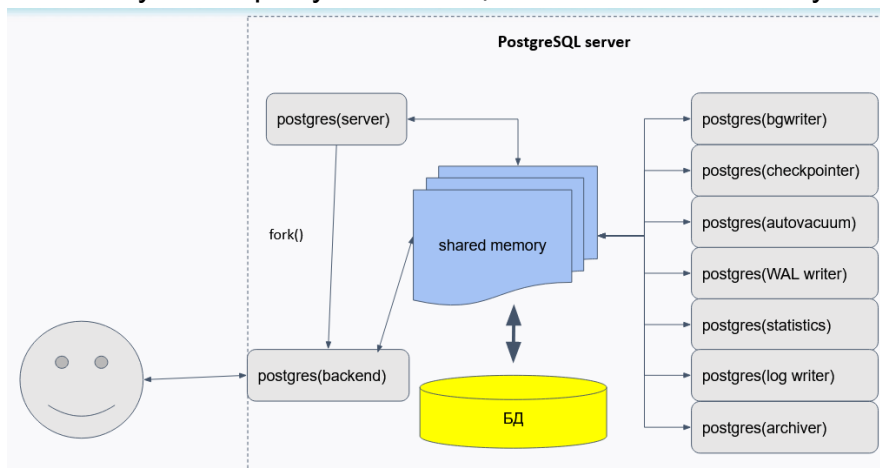 PostgreSQL server
postgres(server)
postgres(bgwriter)
postgres(checkpointer)
postgres(autovacuum)
fork()
shared memory
postgres(WAL writer)
postgres(statistics)
postgres(backend)
postgres(log writer)
БД
postgres(archiver)